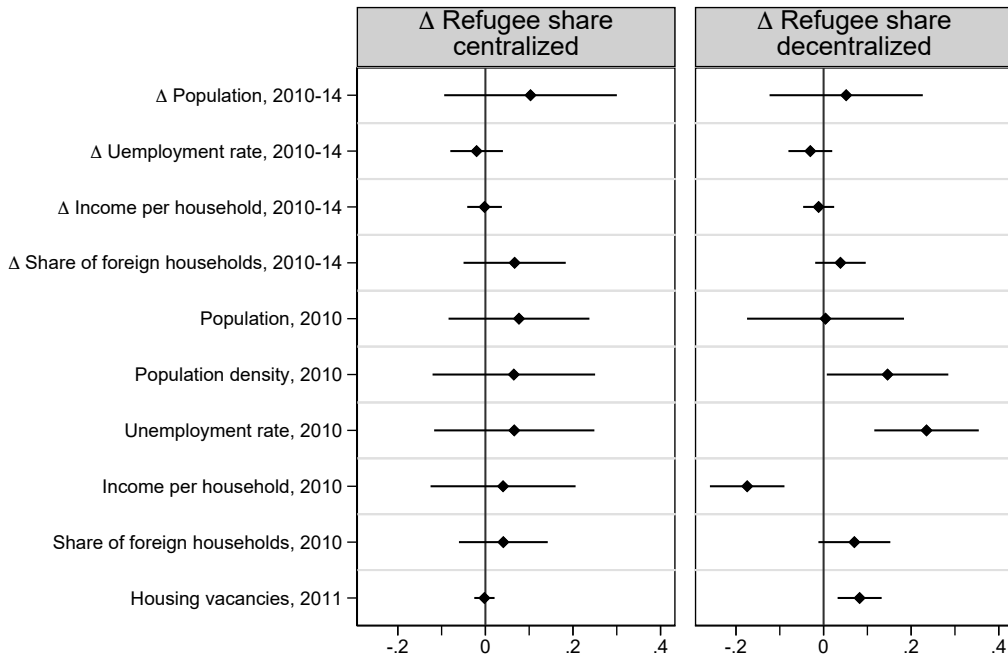 Δ Refugee share
centralized
Δ Refugee share
decentralized
Δ Population, 2010-14
Δ Uemployment rate, 2010-14
Δ Income per household, 2010-14
Δ Share of foreign households, 2010-14
Population, 2010
Population density, 2010
Unemployment rate, 2010
Income per household, 2010
Share of foreign households, 2010
Housing vacancies, 2011
-.2 0 .2 .4
-.2 0 .2 .4